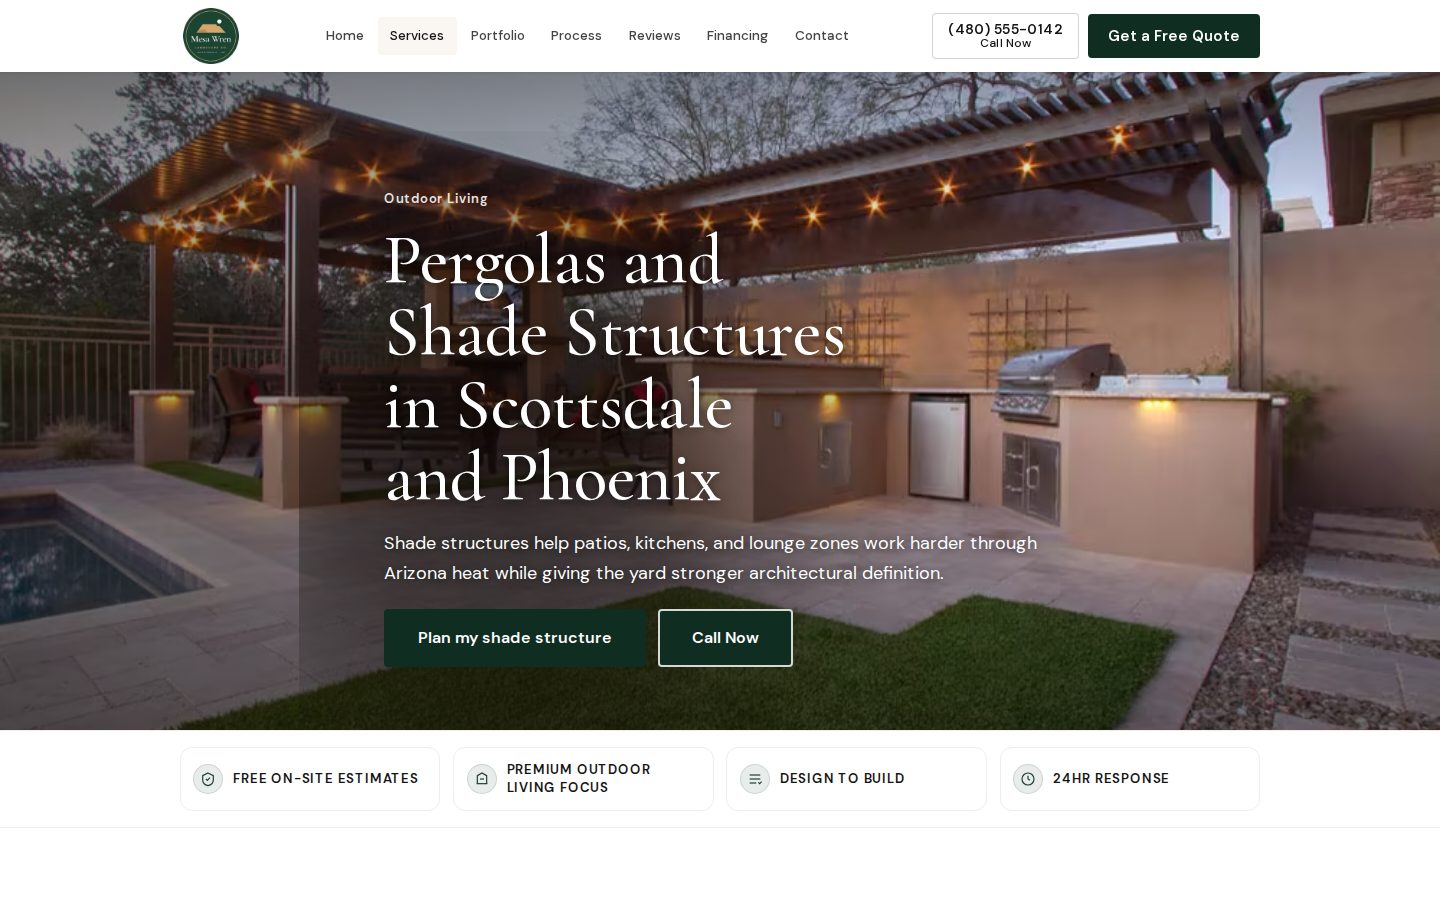 Mesa Wren
Home
Services
Portfolio
Process
Reviews
Financing
Contact
(480) 555-0142
Call Now
Get a Free Quote
Outdoor Living
Pergolas and
Shade Structures
in Scottsdale
and Phoenix
Shade structures help patios, kitchens, and lounge zones work harder through
Arizona heat while giving the yard stronger architectural definition.
Plan my shade structure
Call Now
FREE ON-SITE ESTIMATES
PREMIUM OUTDOOR
LIVING FOCUS
DESIGN TO BUILD
24HR RESPONSE